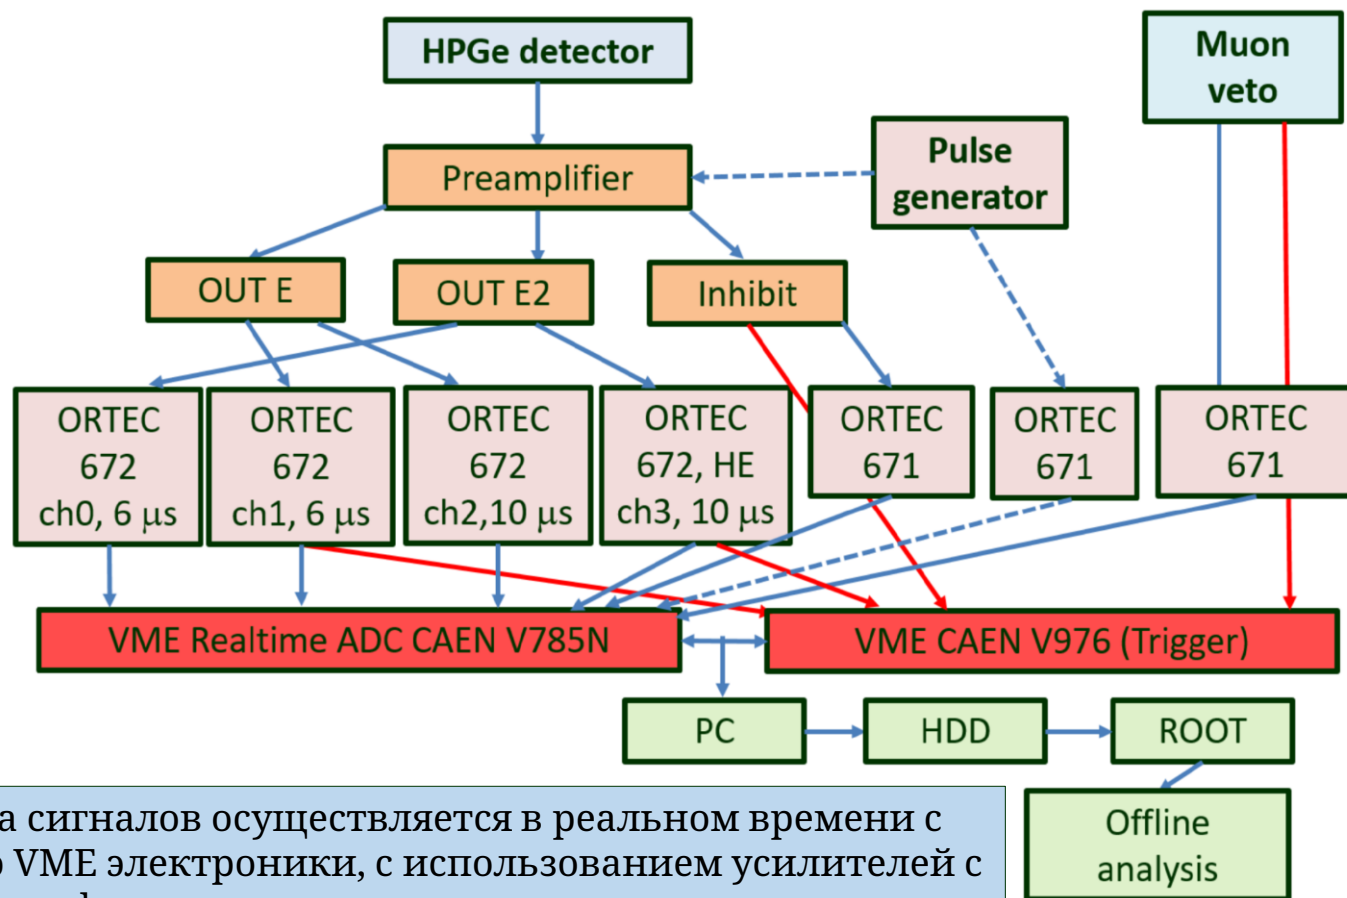 HPGe detector
Muon
veto
Pulse
generator
Preamplifier
OUT E
OUT E2
Inhibit
ORTEC
672
ch0, 6 μs
ORTEC
672
ch1, 6 μs
ORTEC
672
ch2,10 μs
ORTEC
672, HE
ch3, 10 μs
ORTEC
671
ORTEC
671
ORTEC
671
VME Realtime ADC CAEN V785N
VME CAEN V976 (Trigger)
PC
HDD
ROOT
Offline
analysis
сигналов осуществляется в реальном времени с
VME электроники, с использованием усилителей с